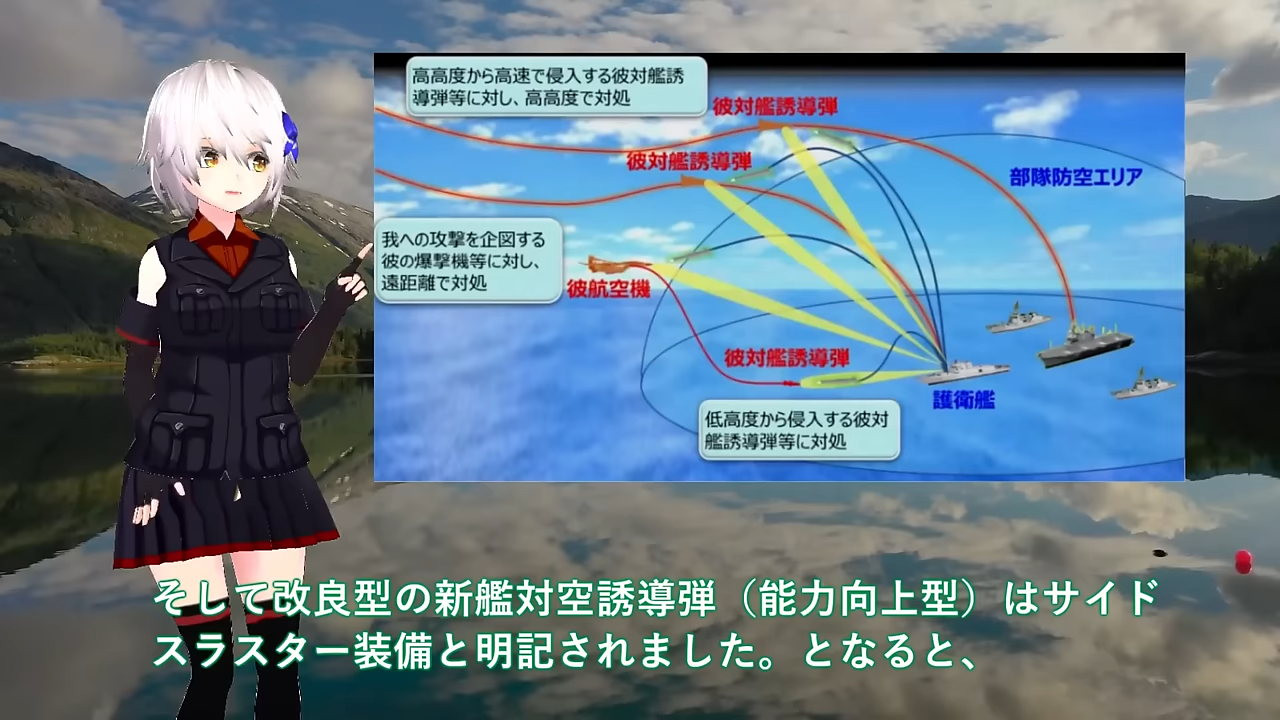 高高度から高速で侵入する彼対艦誘
導弾等に対し、高高度で対処
彼対艦誘導弾
彼対艦誘導弾
部隊防空エリア
我への攻撃を企図する
彼の爆撃機等に対し、
遠距離で対処
彼航空機
彼対艦誘導弾
護衛艦
低高度から侵入する彼対
艦誘導弾等に対処
そして改良型の新艦対空誘導弾（能力向上型）はサイド
スラスター装備と明記されました。となると、